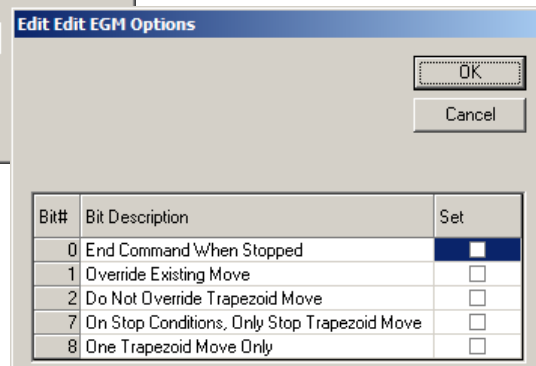 Edit Edit EGM Options
OK
Cancel
Bit# Bit Description Set
0 End Command When Stopped
1 Override Existing Move
2 Do Not Override Trapezoid Move
7 On Stop Conditions, Only Stop Trapezoid Move
8 One Trapezoid Move Only